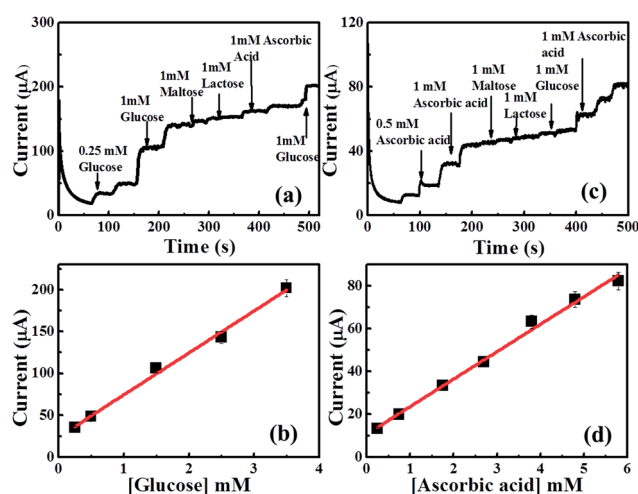 300
200
100
0
Current (µA)
1mM Ascorbic
Acid
1mM
Lactose
1mM
Maltose
1mM
Glucose
0.25 mM
Glucose
1mM
Glucose
(a)
0 100 200 300 400 500
Time (s)
120
80
40
0
Current (µA)
1 mM Ascorbic
acid
1 mM
Glucose
1 mM
Maltose
1 mM
Ascorbic acid
1 mM
Lactose
0.5 mM
Ascorbic acid
(c)
0 100 200 300 400 500
Time (s)
200
150
100
50
0
Current (µA)
(b)
0 1 2 3 4
[Glucose] mM
80
60
40
20
0
Current (µA)
(d)
0 1 2 3 4 5 6
[Ascorbic acid] mM